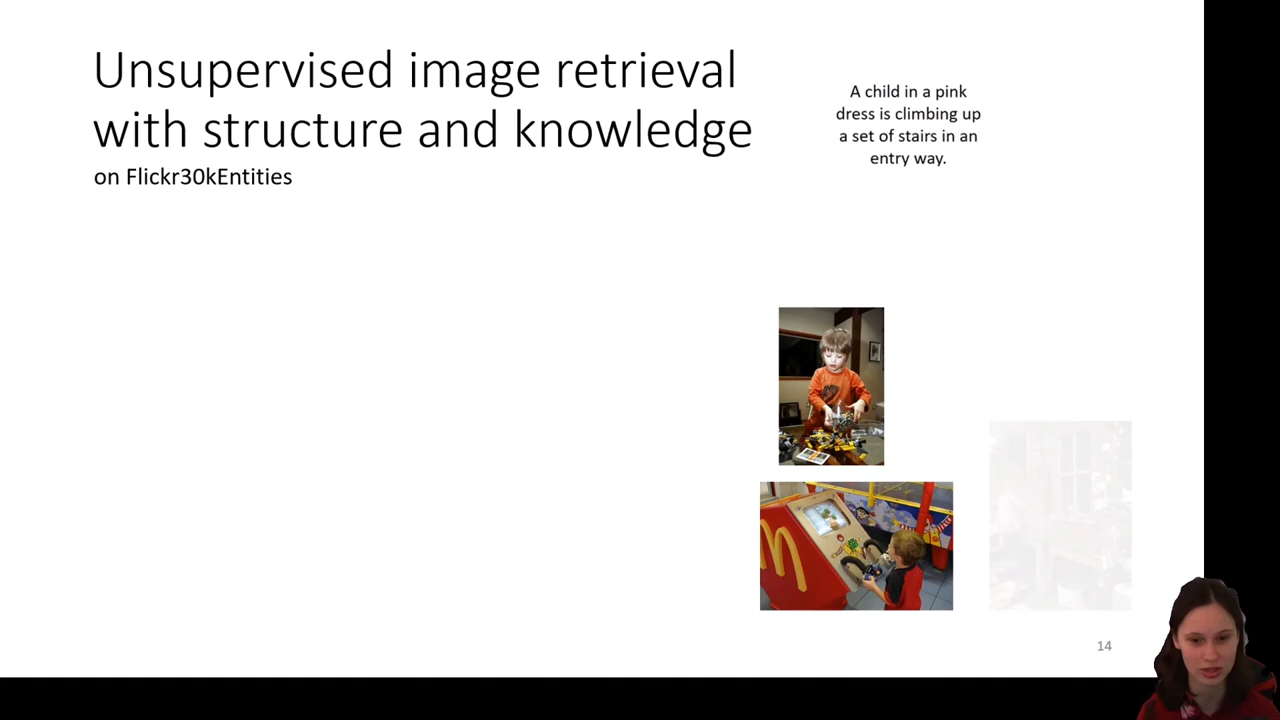 Unsupervised image retrieval
with structure and knowledge
on Flickr30kEntities
A child in a pink
dress is climbing up
a set of stairs in an
entry way.
14